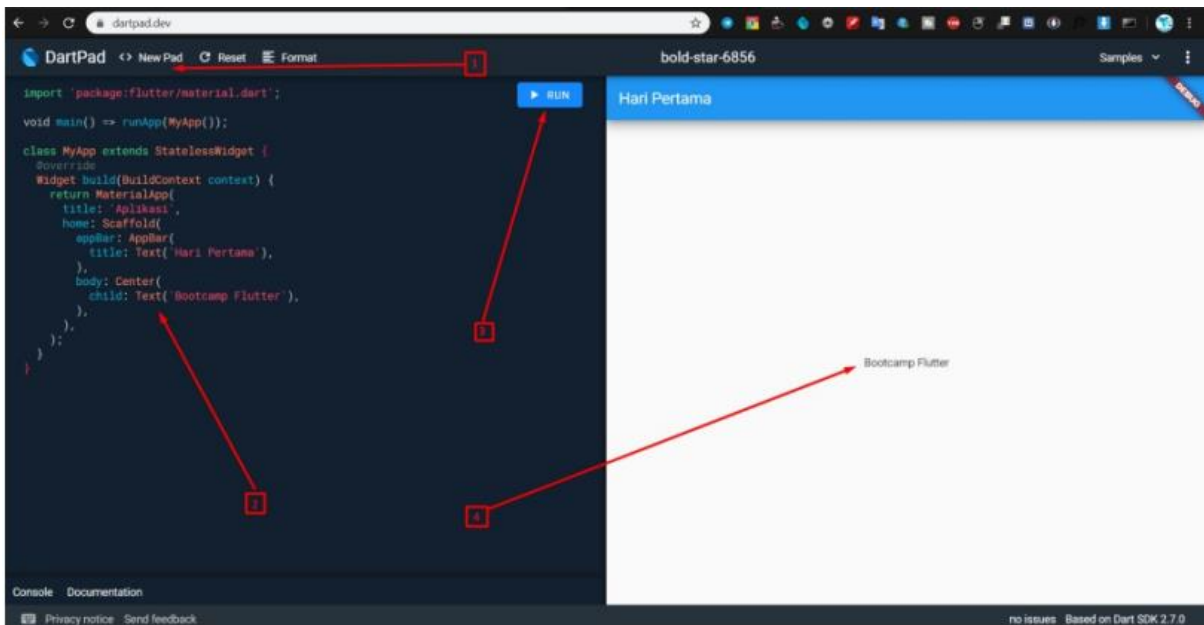 dartpad.dev
DartPad <> New Pad Reset Format
bold-star-6856
Samples
1
import 'package:flutter/material.dart';
RUN
void main() => runApp(MyApp());
class MyApp extends StatelessWidget {
@override
Widget build(BuildContext context) {
return MaterialApp(
title: 'Aplikasi',
home: Scaffold(
appBar: AppBar(
title: Text('Hari Pertama'),
),
body: Center(
child: Text('Bootcamp Flutter'),
),
),
);
}
}
3
2
4
Hari Pertama
DEBUG
Bootcamp Flutter
Console Documentation
Privacy notice Send feedback
no issues Based on Dart SDK 2.7.0